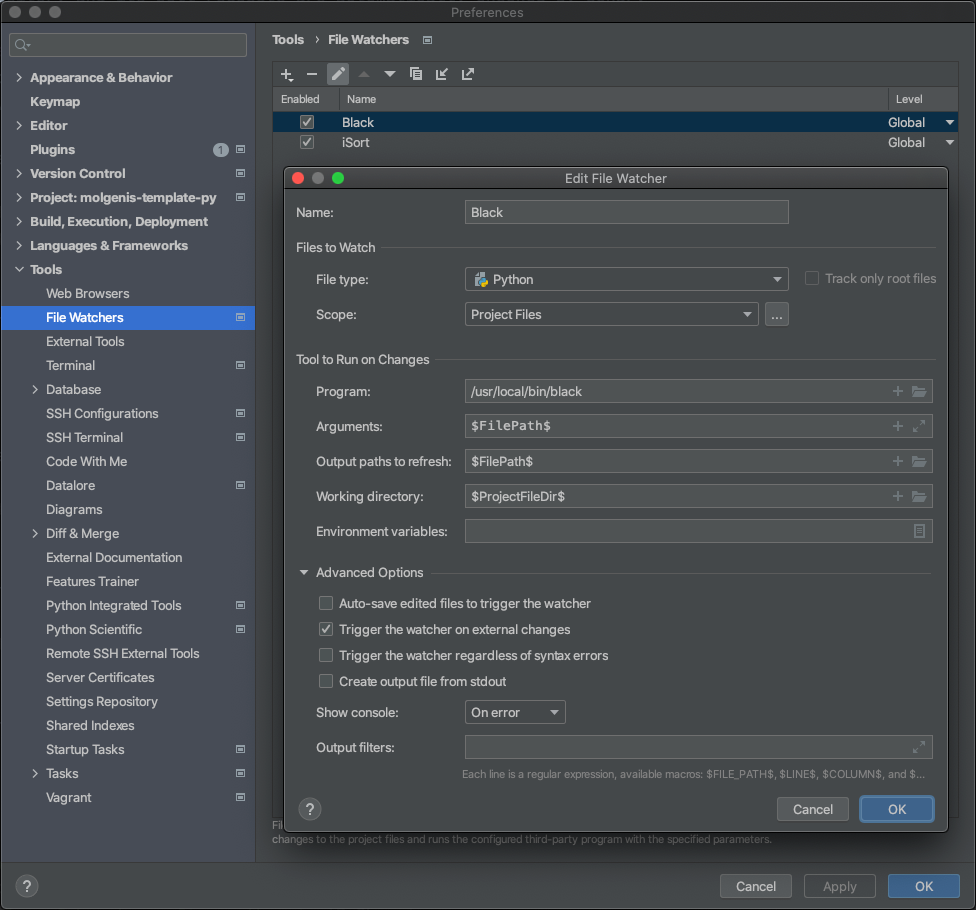 Preferences
Appearance & Behavior
Keymap
Editor
Plugins 1
Version Control
Project: molgenis-template-py
Build, Execution, Deployment
Languages & Frameworks
Tools
Web Browsers
File Watchers
External Tools
Terminal
Database
SSH Configurations
SSH Terminal
Code With Me
Datalore
Diagrams
Diff & Merge
External Documentation
Features Trainer
Python Integrated Tools
Python Scientific
Remote SSH External Tools
Server Certificates
Settings Repository
Shared Indexes
Startup Tasks
Tasks
Vagrant
Tools › File Watchers
Enabled Name Level
Black Global
iSort Global
Edit File Watcher
Name: Black
Files to Watch
File type: Python Track only root files
Scope: Project Files ...
Tool to Run on Changes
Program: /usr/local/bin/black
Arguments: $FilePath$
Output paths to refresh: $FilePath$
Working directory: $ProjectFileDir$
Environment variables:
Advanced Options
Auto-save edited files to trigger the watcher
Trigger the watcher on external changes
Trigger the watcher regardless of syntax errors
Create output file from stdout
Show console: On error
Output filters:
Each line is a regular expression, available macros: $FILE_PATH$, $LINE$, $COLUMN$, and $...
? Cancel OK
changes to the project files and runs the configured third-party program with the specified parameters.
? Cancel Apply OK